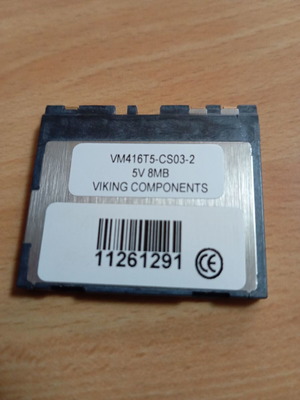 VM416T5-CS03-2
5V 8MB
VIKING COMPONENTS
11261291
CE